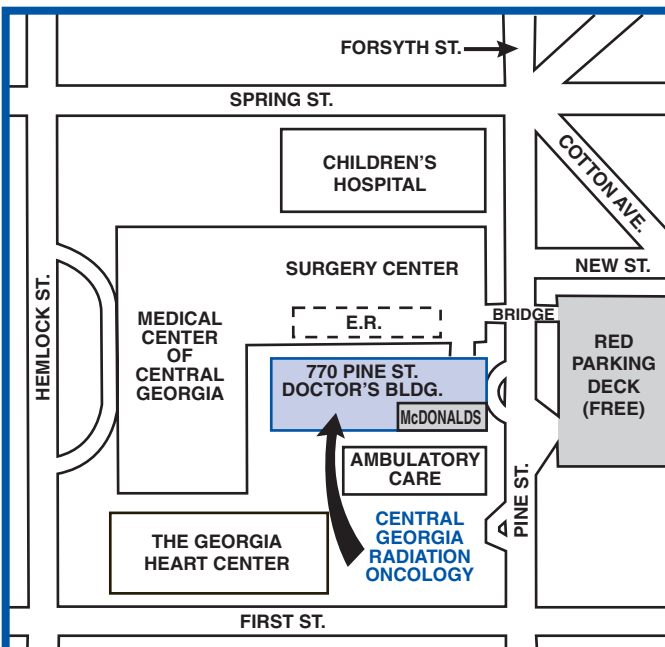 FORSYTH ST.
SPRING ST.
CHILDREN'S
HOSPITAL
COTTON AVE.
SURGERY CENTER
NEW ST.
HEMLOCK ST.
MEDICAL
CENTER
OF
CENTRAL
GEORGIA
E.R.
BRIDGE
RED
PARKING
DECK
(FREE)
770 PINE ST.
DOCTOR'S BLDG.
McDONALDS
AMBULATORY
CARE
PINE ST.
CENTRAL
GEORGIA
RADIATION
ONCOLOGY
THE GEORGIA
HEART CENTER
FIRST ST.